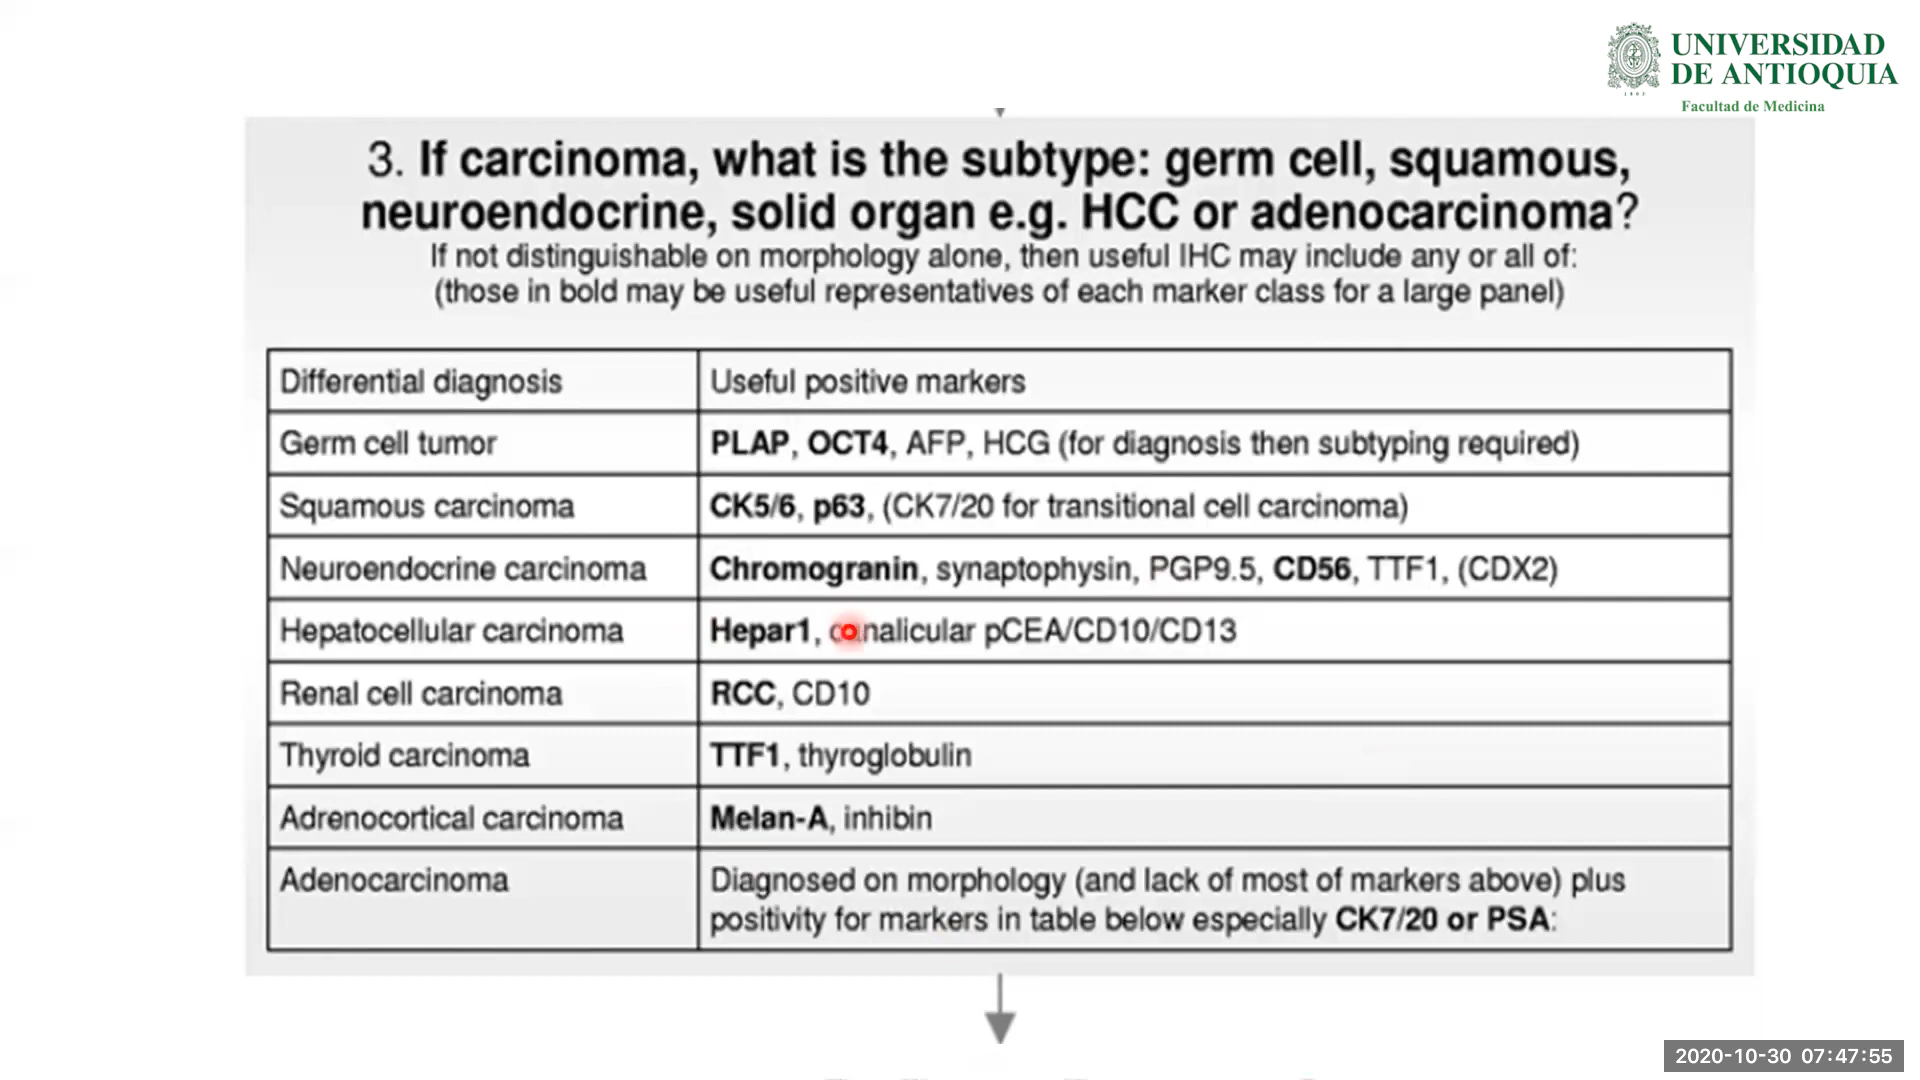 UNIVERSIDAD
DE ANTIOQUIA
1803
Facultad de Medicina
3. If carcinoma, what is the subtype: germ cell, squamous,
neuroendocrine, solid organ e.g. HCC or adenocarcinoma?
If not distinguishable on morphology alone, then useful IHC may include any or all of:
(those in bold may be useful representatives of each marker class for a large panel)
Differential diagnosis
Useful positive markers
Germ cell tumor
PLAP, OCT4, AFP, HCG (for diagnosis then subtyping required)
Squamous carcinoma
CK5/6, p63, (CK7/20 for transitional cell carcinoma)
Neuroendocrine carcinoma
Chromogranin, synaptophysin, PGP9.5, CD56, TTF1, (CDX2)
Hepatocellular carcinoma
Hepar1, canalicular pCEA/CD10/CD13
Renal cell carcinoma
RCC, CD10
Thyroid carcinoma
TTF1, thyroglobulin
Adrenocortical carcinoma
Melan-A, inhibin
Adenocarcinoma
Diagnosed on morphology (and lack of most of markers above) plus
positivity for markers in table below especially CK7/20 or PSA:
2020-10-30 07:47:55